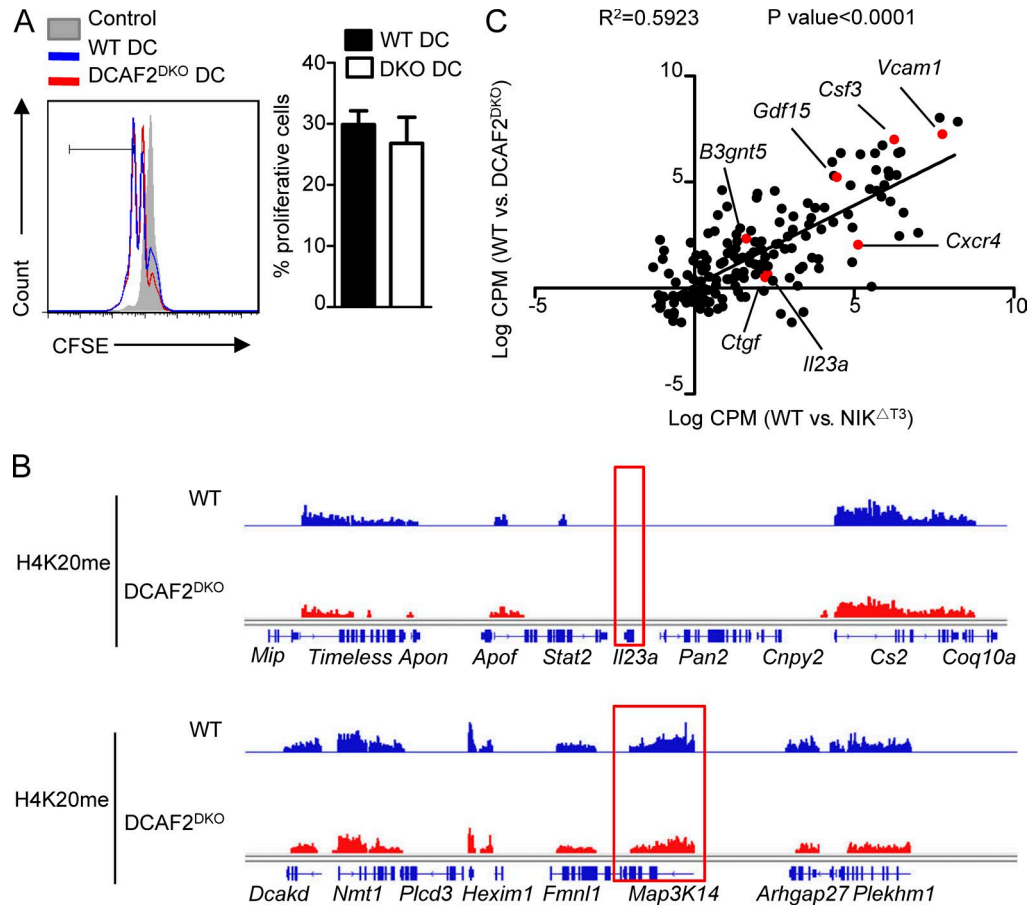 A
Control
WT DC
DCAF2DKO DC
Count
CFSE
WT DC
DKO DC
% proliferative cells
40
30
20
10
0
C
R2=0.5923 P value<0.0001
Log CPM (WT vs. DCAF2DKO)
10
5
-5
-5
5
10
Vcam1
Csf3
Gdf15
B3gnt5
Cxcr4
Ctgf
Il23a
Log CPM (WT vs. NIK△T3)
B
H4K20me
WT
DCAF2DKO
Mip Timeless Apon Apof Stat2 Il23a Pan2 Cnpy2 Cs2 Coq10a
H4K20me
WT
DCAF2DKO
Dcakd Nmt1 Plcd3 Hexim1 Fmnl1 Map3K14 Arhgap27 Plekhm1